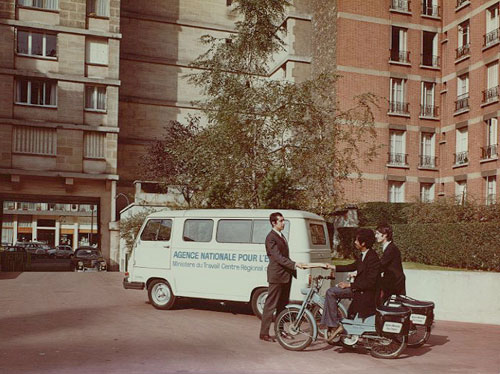 AGENCE NATIONALE POUR L'E
Ministère du Travail Centre Régional